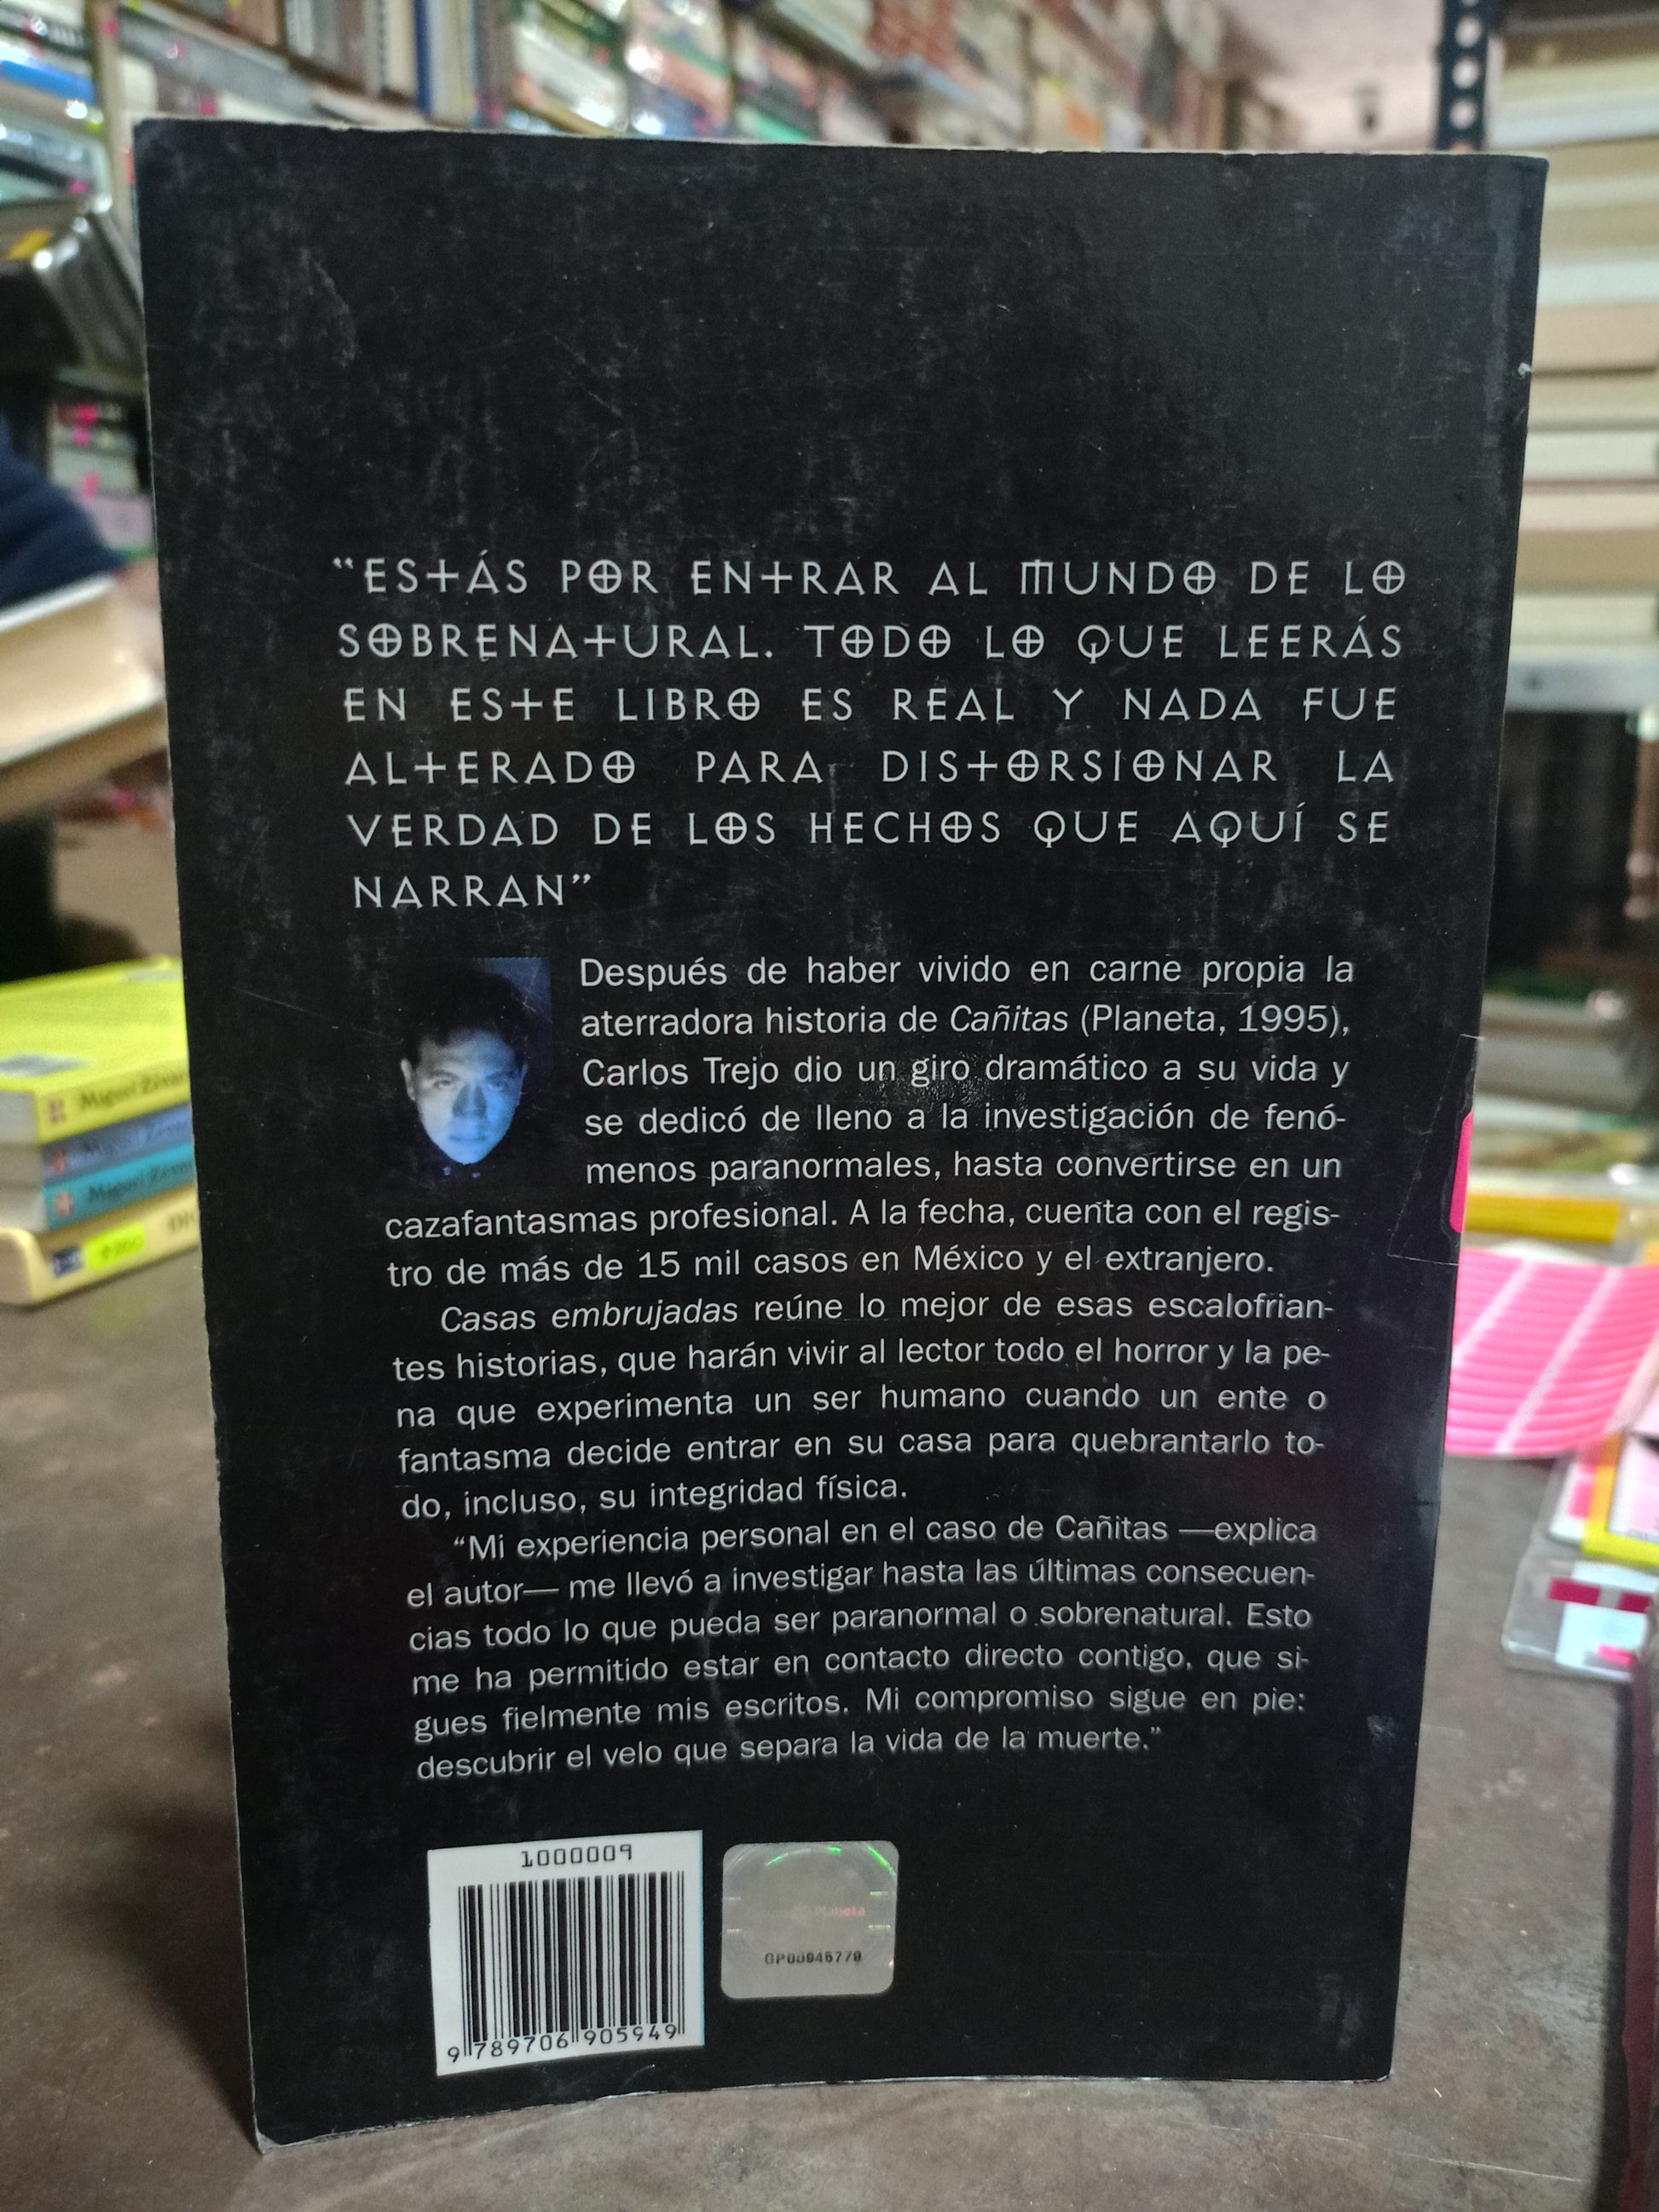 “ESTÁS POR ENTRAR AL MUNDO DE LO
SOBRENATURAL. TODO LO QUE LEERÁS
EN ESTE LIBRO ES REAL Y NADA FUE
ALTERADO PARA DISTORSIONAR LA
VERDAD DE LOS HECHOS QUE AQUÍ SE
NARRAN”
Después de haber vivido en carne propia la
aterradora historia de Cañitas (Planeta, 1995),
Carlos Trejo dio un giro dramático a su vida y
se dedicó de lleno a la investigación de fenó-
menos paranormales, hasta convertirse en un
cazafantasmas profesional. A la fecha, cuenta con el regis-
tro de más de 15 mil casos en México y el extranjero.
Casas embrujadas reúne lo mejor de esas escalofrian-
tes historias, que harán vivir al lector todo el horror y la pe-
na que experimenta un ser humano cuando un ente o
fantasma decide entrar en su casa para quebrantarlo to-
do, incluso, su integridad física.
“Mi experiencia personal en el caso de Cañitas —explica
el autor— me llevó a investigar hasta las últimas consecuen-
cias todo lo que pueda ser paranormal o sobrenatural. Esto
me ha permitido estar en contacto directo contigo, que si-
gues fielmente mis escritos. Mi compromiso sigue en pie:
descubrir el velo que separa la vida de la muerte.”
1000009
9 789706 905949
Planeta
Miguel
Miguel